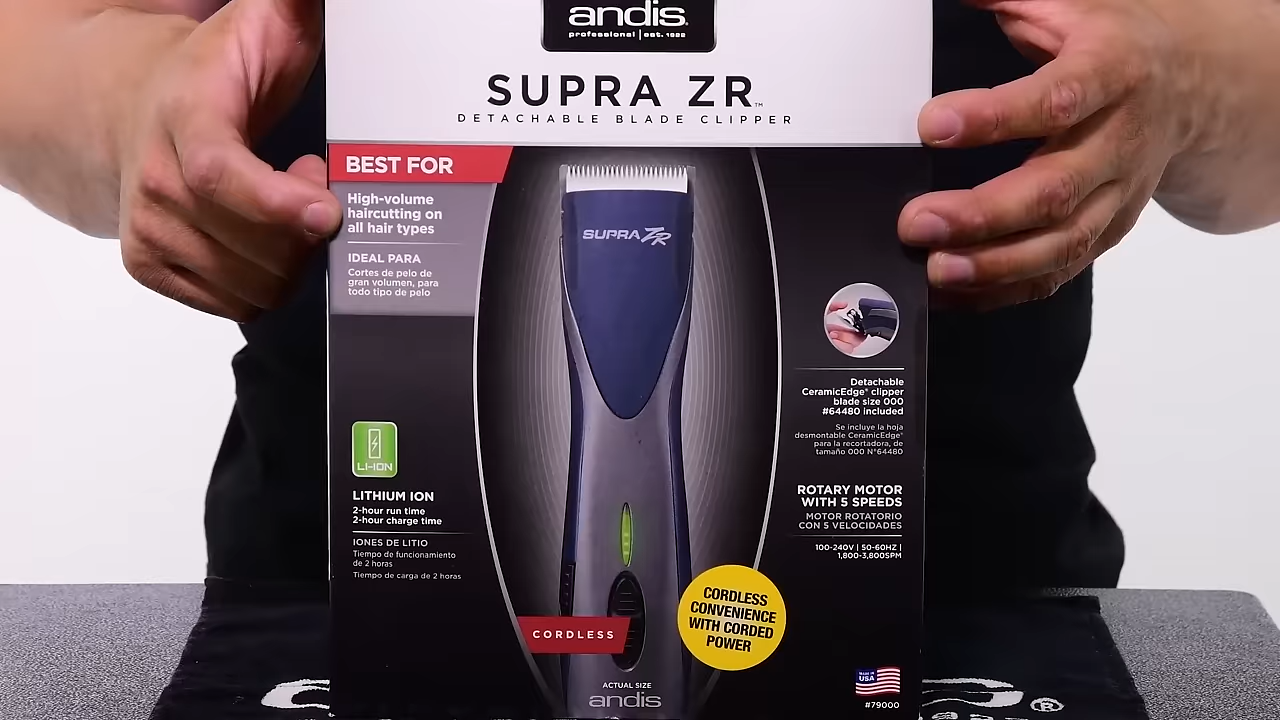 andis.
professional | est. 1922
SUPRA ZR™
DETACHABLE BLADE CLIPPER
BEST FOR
High-volume
haircutting on
all hair types
IDEAL PARA
Cortes de pelo de
gran volumen, para
todo tipo de pelo
SUPRA ZR
LI-ION
LITHIUM ION
2-hour run time
2-hour charge time
IONES DE LITIO
Tiempo de funcionamiento
de 2 horas
Tiempo de carga de 2 horas
Detachable
CeramicEdge® clipper
blade size 000
#64480 included
Se incluye la hoja
desmontable CeramicEdge®
para la recortadora, de
tamaño 000 N°64480
ROTARY MOTOR
WITH 5 SPEEDS
MOTOR ROTATORIO
CON 5 VELOCIDADES
100-240V | 50-60HZ |
1,800-3,800SPM
CORDLESS
CORDLESS
CONVENIENCE
WITH CORDED
POWER
ACTUAL SIZE
andis
MADE IN
USA
#79000